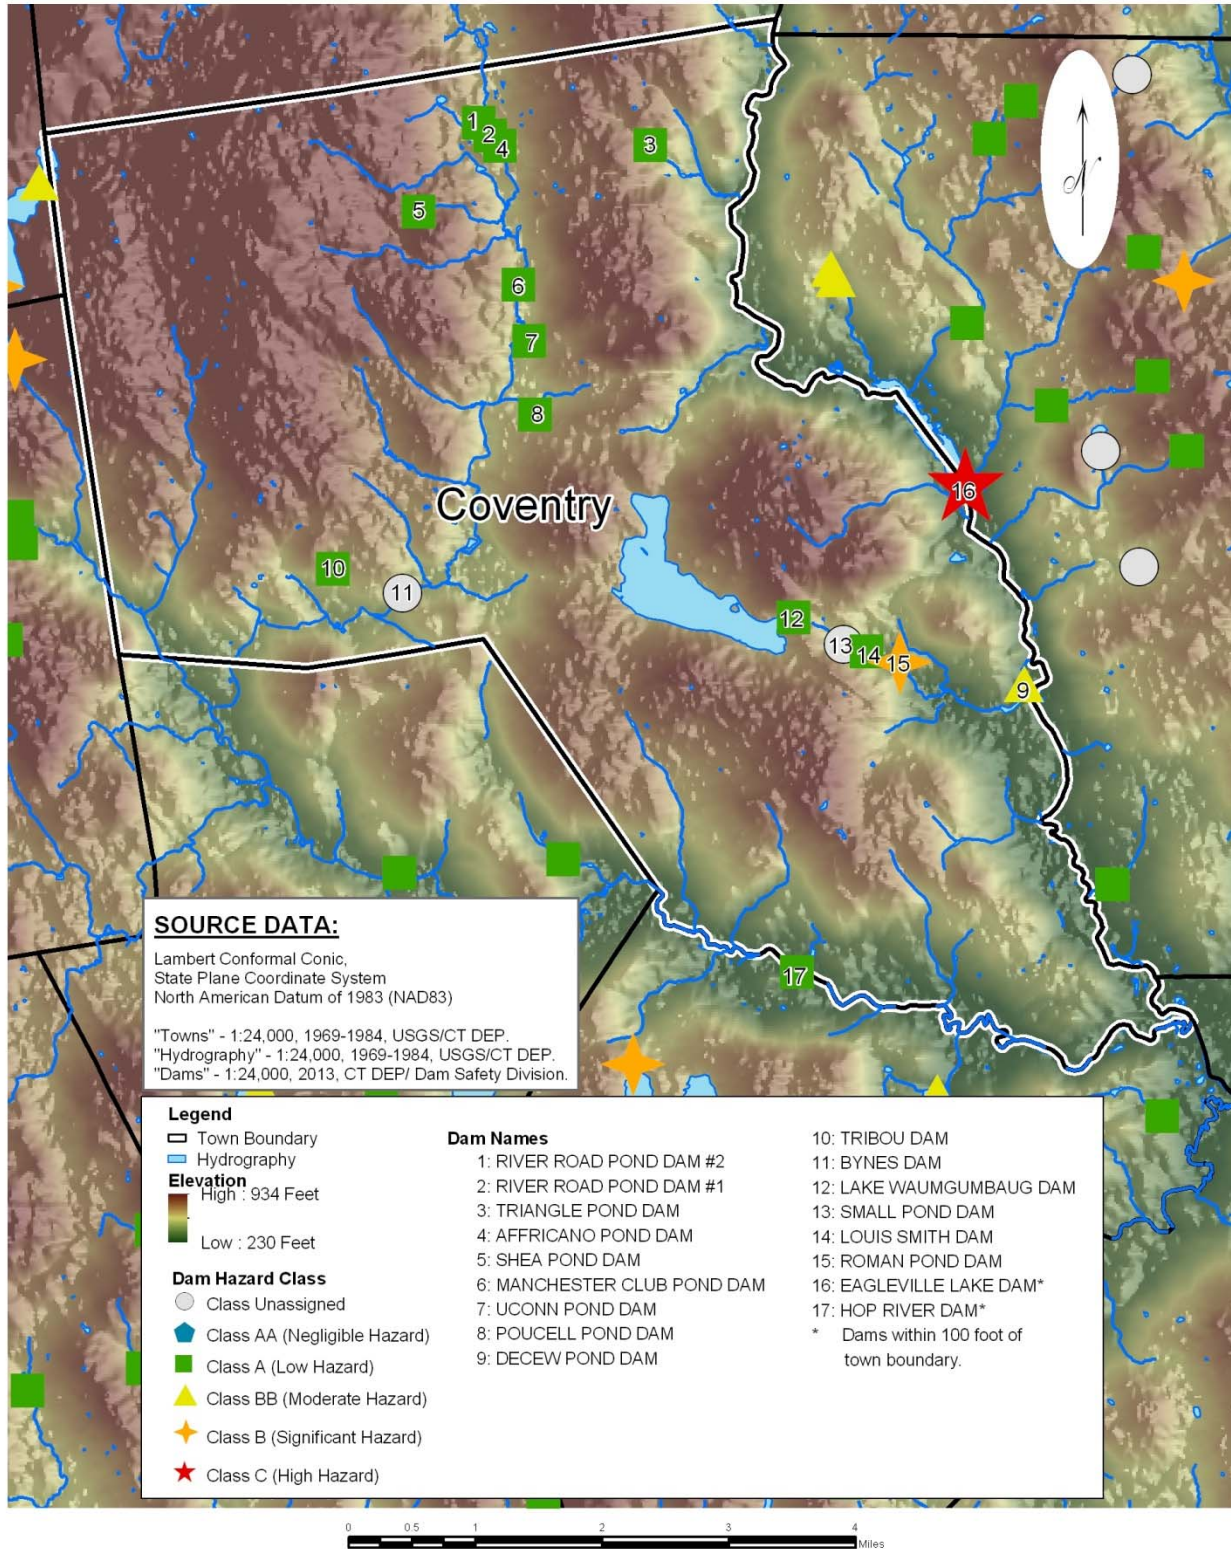 1
2
4
3
5
6
7
8
Coventry
16
10
11
12
13
14
15
9
17
N
SOURCE DATA:
Lambert Conformal Conic,
State Plane Coordinate System
North American Datum of 1983 (NAD83)
"Towns" - 1:24,000, 1969-1984, USGS/CT DEP.
"Hydrography" - 1:24,000, 1969-1984, USGS/CT DEP.
"Dams" - 1:24,000, 2013, CT DEP/ Dam Safety Division.
Legend
Town Boundary
Hydrography
Elevation
High : 934 Feet
Low : 230 Feet
Dam Hazard Class
Class Unassigned
Class AA (Negligible Hazard)
Class A (Low Hazard)
Class BB (Moderate Hazard)
Class B (Significant Hazard)
Class C (High Hazard)
Dam Names
1: RIVER ROAD POND DAM #2
2: RIVER ROAD POND DAM #1
3: TRIANGLE POND DAM
4: AFFRICANO POND DAM
5: SHEA POND DAM
6: MANCHESTER CLUB POND DAM
7: UCONN POND DAM
8: POUCELL POND DAM
9: DECEW POND DAM
10: TRIBOU DAM
11: BYNES DAM
12: LAKE WAUMGUMBAUG DAM
13: SMALL POND DAM
14: LOUIS SMITH DAM
15: ROMAN POND DAM
16: EAGLEVILLE LAKE DAM*
17: HOP RIVER DAM*
* Dams within 100 foot of
town boundary.
0 0.5 1 2 3 4
Miles